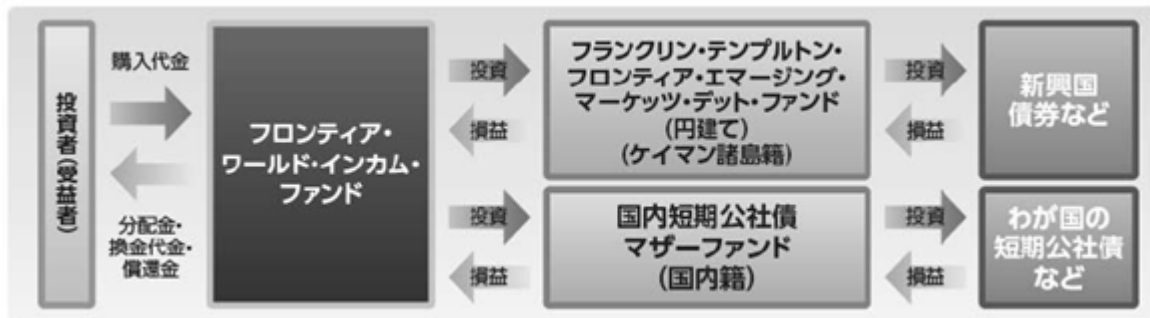 投資者(受益者)
購入代金
分配金・
換金代金・
償還金
フロンティア・
ワールド・インカム・
ファンド
投資
損益
フランクリン・テンプルトン・
フロンティア・エマージング・
マーケッツ・デット・ファンド
(円建て)
(ケイマン諸島籍)
投資
損益
新興国
債券など
投資
損益
国内短期公社債
マザーファンド
(国内籍)
投資
損益
わが国の
短期公社債
など